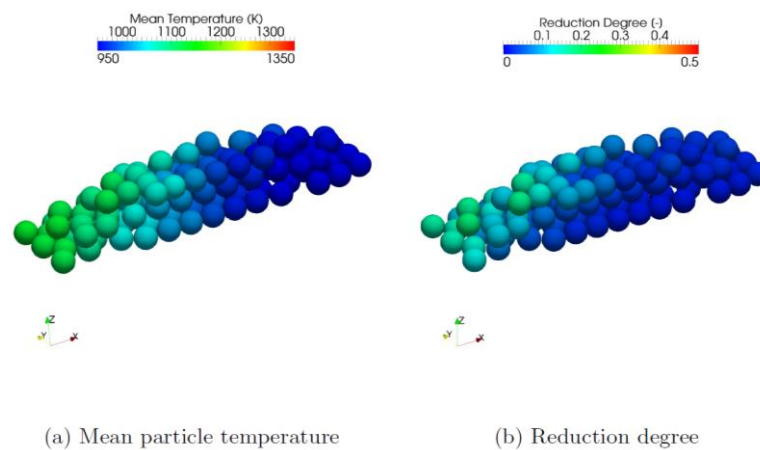 Mean Temperature (K)
1000 1100 1200 1300
950 1350
Reduction Degree [-]
0.1 0.2 0.3 0.4
0 0.5
Z
Y X
Z
Y X
(a) Mean particle temperature
(b) Reduction degree